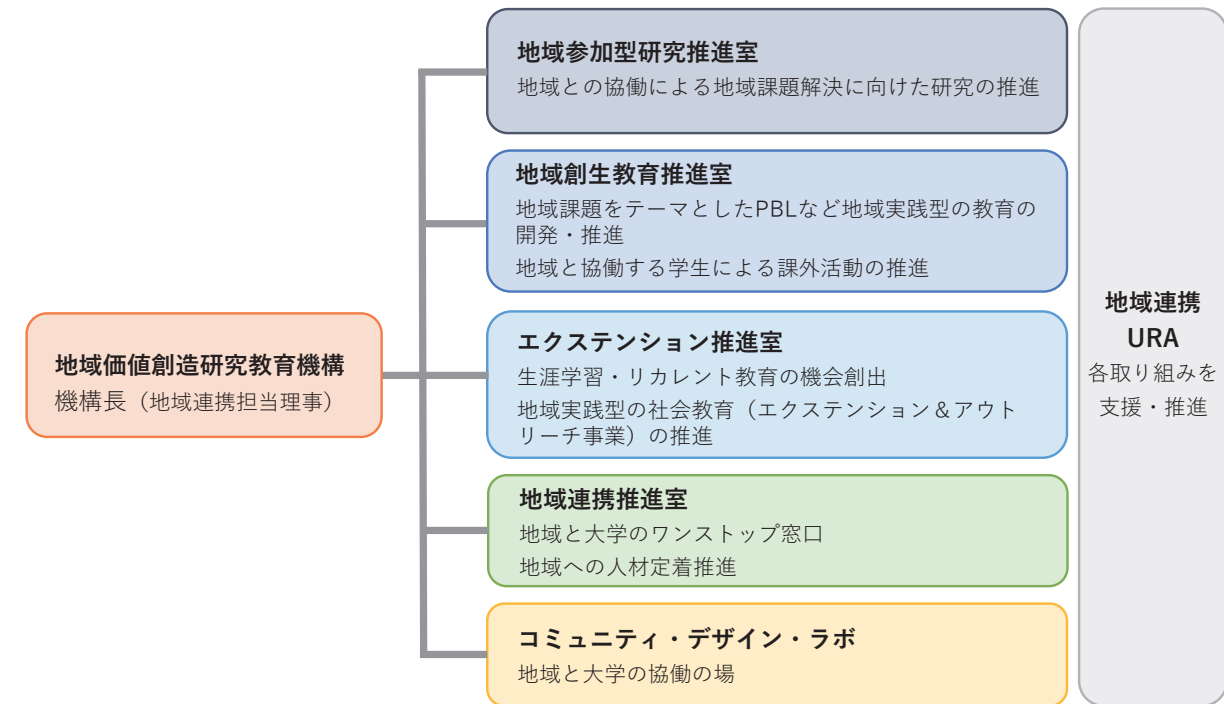 地域価値創造研究教育機構
機構長（地域連携担当理事）
地域参加型研究推進室
地域との協働による地域課題解決に向けた研究の推進
地域創生教育推進室
地域課題をテーマとしたPBLなど地域実践型の教育の
開発・推進
地域と協働する学生による課外活動の推進
エクステンション推進室
生涯学習・リカレント教育の機会創出
地域実践型の社会教育（エクステンション＆アウト
リーチ事業）の推進
地域連携推進室
地域と大学のワンストップ窓口
地域への人材定着推進
コミュニティ・デザイン・ラボ
地域と大学の協働の場
地域連携
URA
各取り組みを
支援・推進